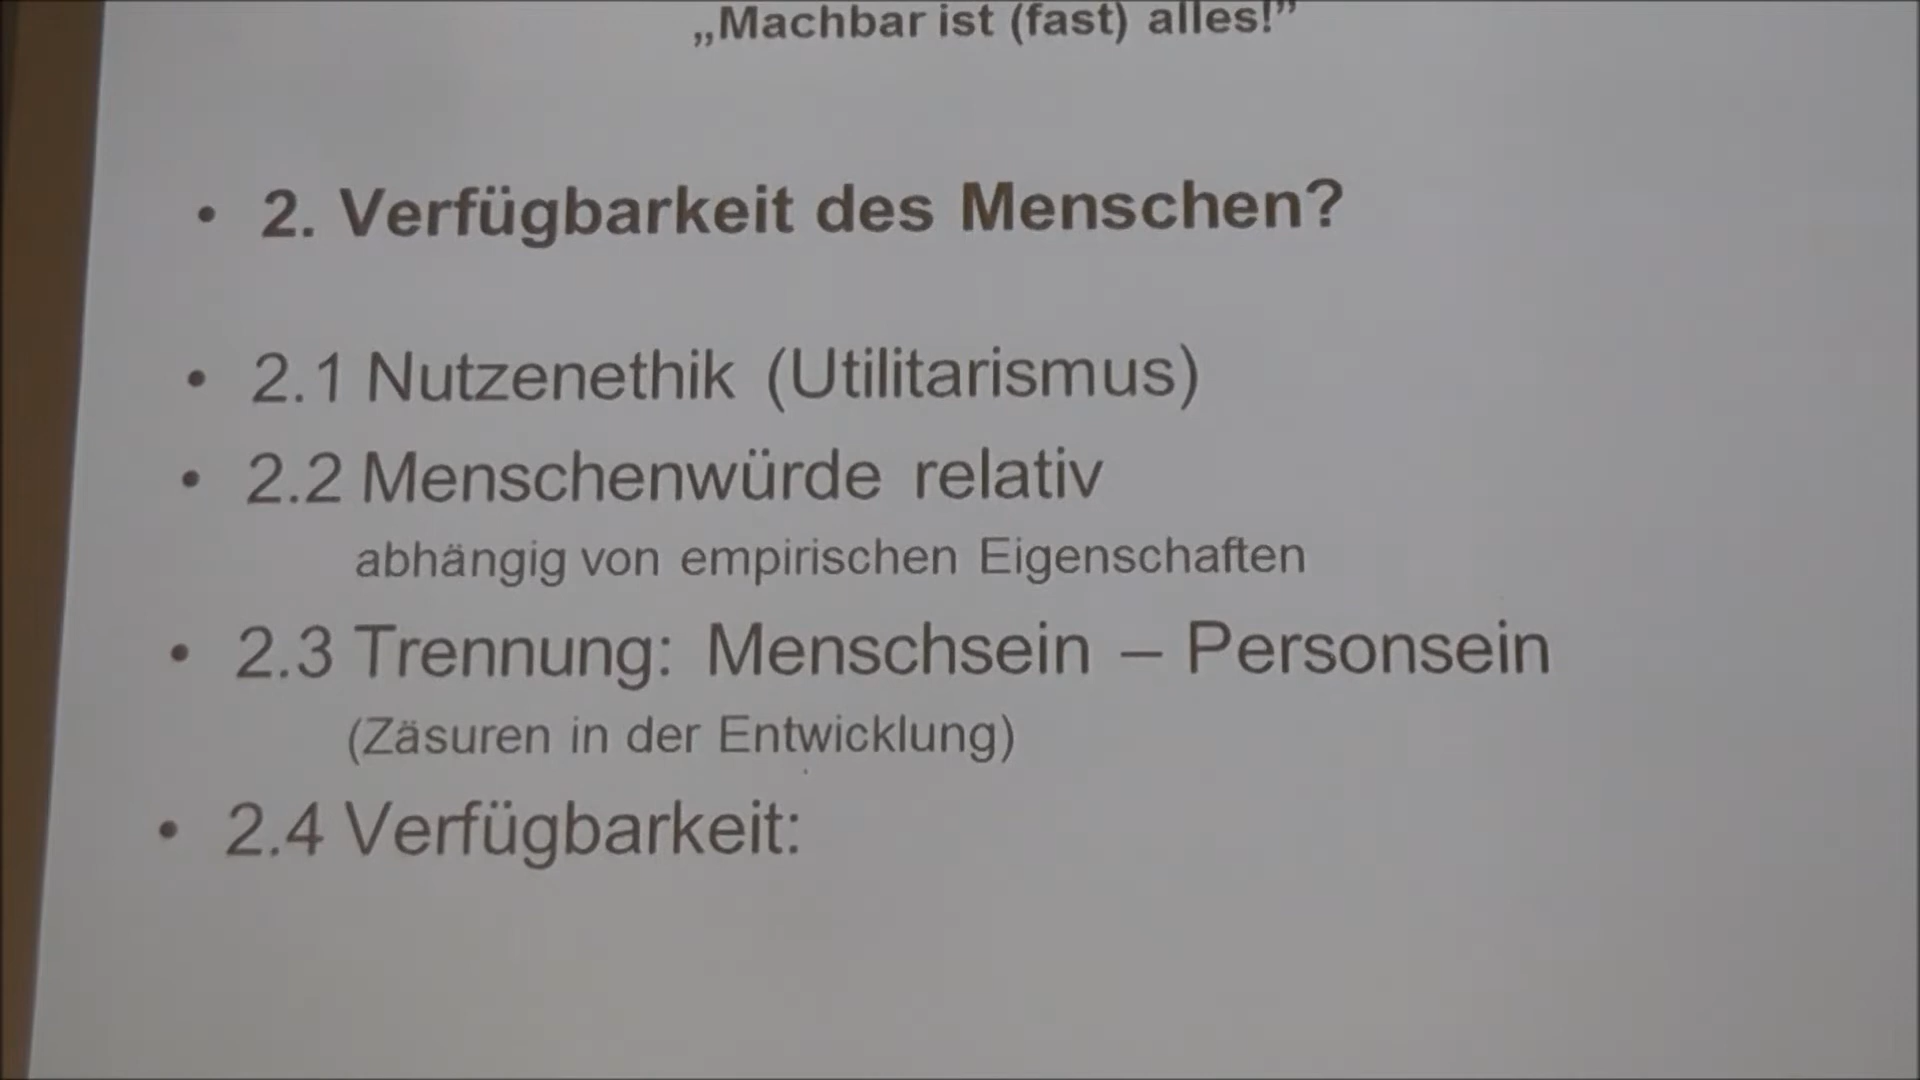 „Machbar ist (fast) alles!”
• 2. Verfügbarkeit des Menschen?
• 2.1 Nutzenethik (Utilitarismus)
• 2.2 Menschenwürde relativ
abhängig von empirischen Eigenschaften
• 2.3 Trennung: Menschsein – Personsein
(Zäsuren in der Entwicklung)
• 2.4 Verfügbarkeit: